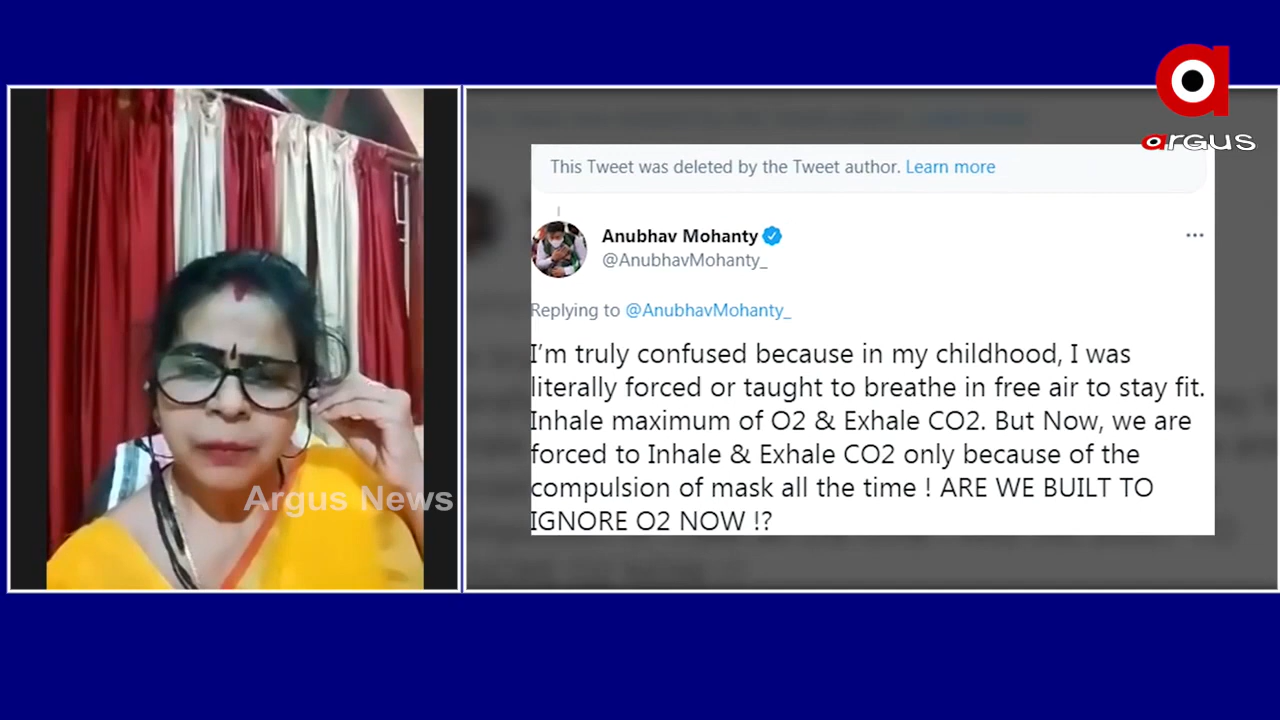 argus
This Tweet was deleted by the Tweet author. Learn more
Anubhav Mohanty
@AnubhavMohanty_
Replying to @AnubhavMohanty_
I'm truly confused because in my childhood, I was
literally forced or taught to breathe in free air to stay fit.
Inhale maximum of O2 & Exhale CO2. But Now, we are
forced to Inhale & Exhale CO2 only because of the
compulsion of mask all the time ! ARE WE BUILT TO
IGNORE O2 NOW !?
Argus News